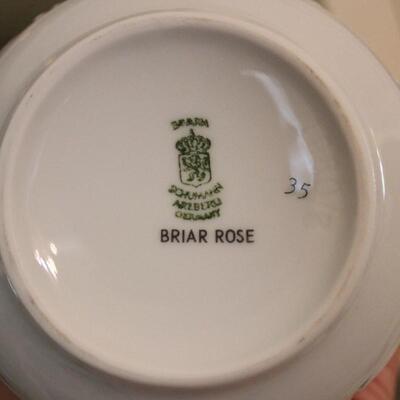 BAVARIA
SCHUMANN
ARZBERG
GERMANY
BRIAR ROSE
35